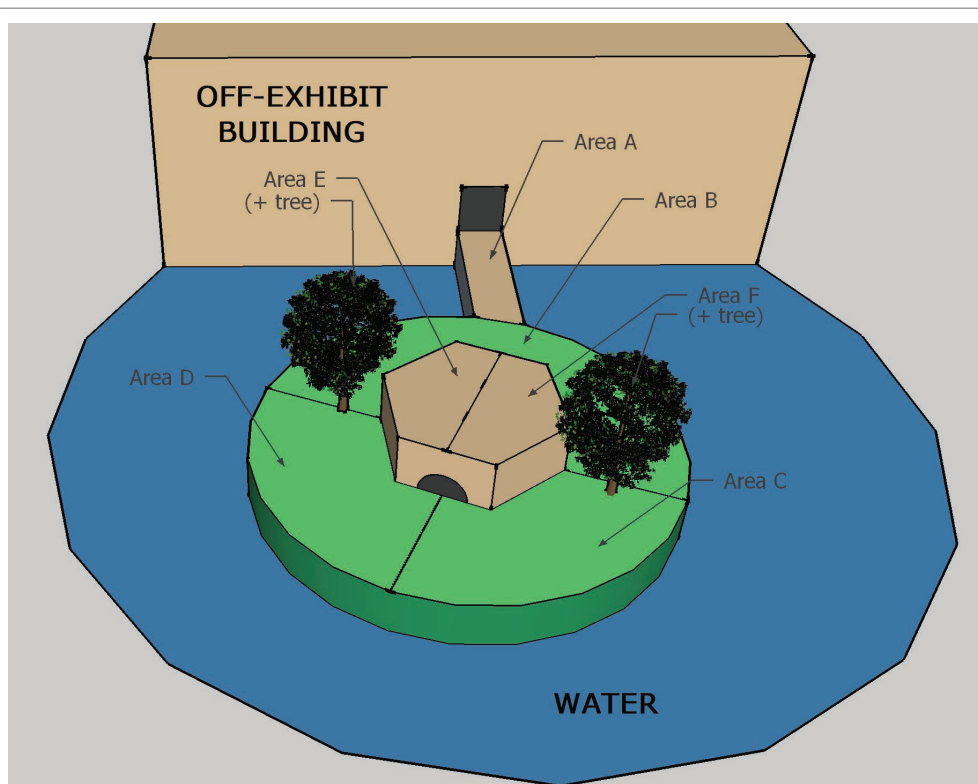 OFF-EXHIBIT
BUILDING
Area A
Area E
(+ tree)
Area B
Area F
(+ tree)
Area D
Area C
WATER